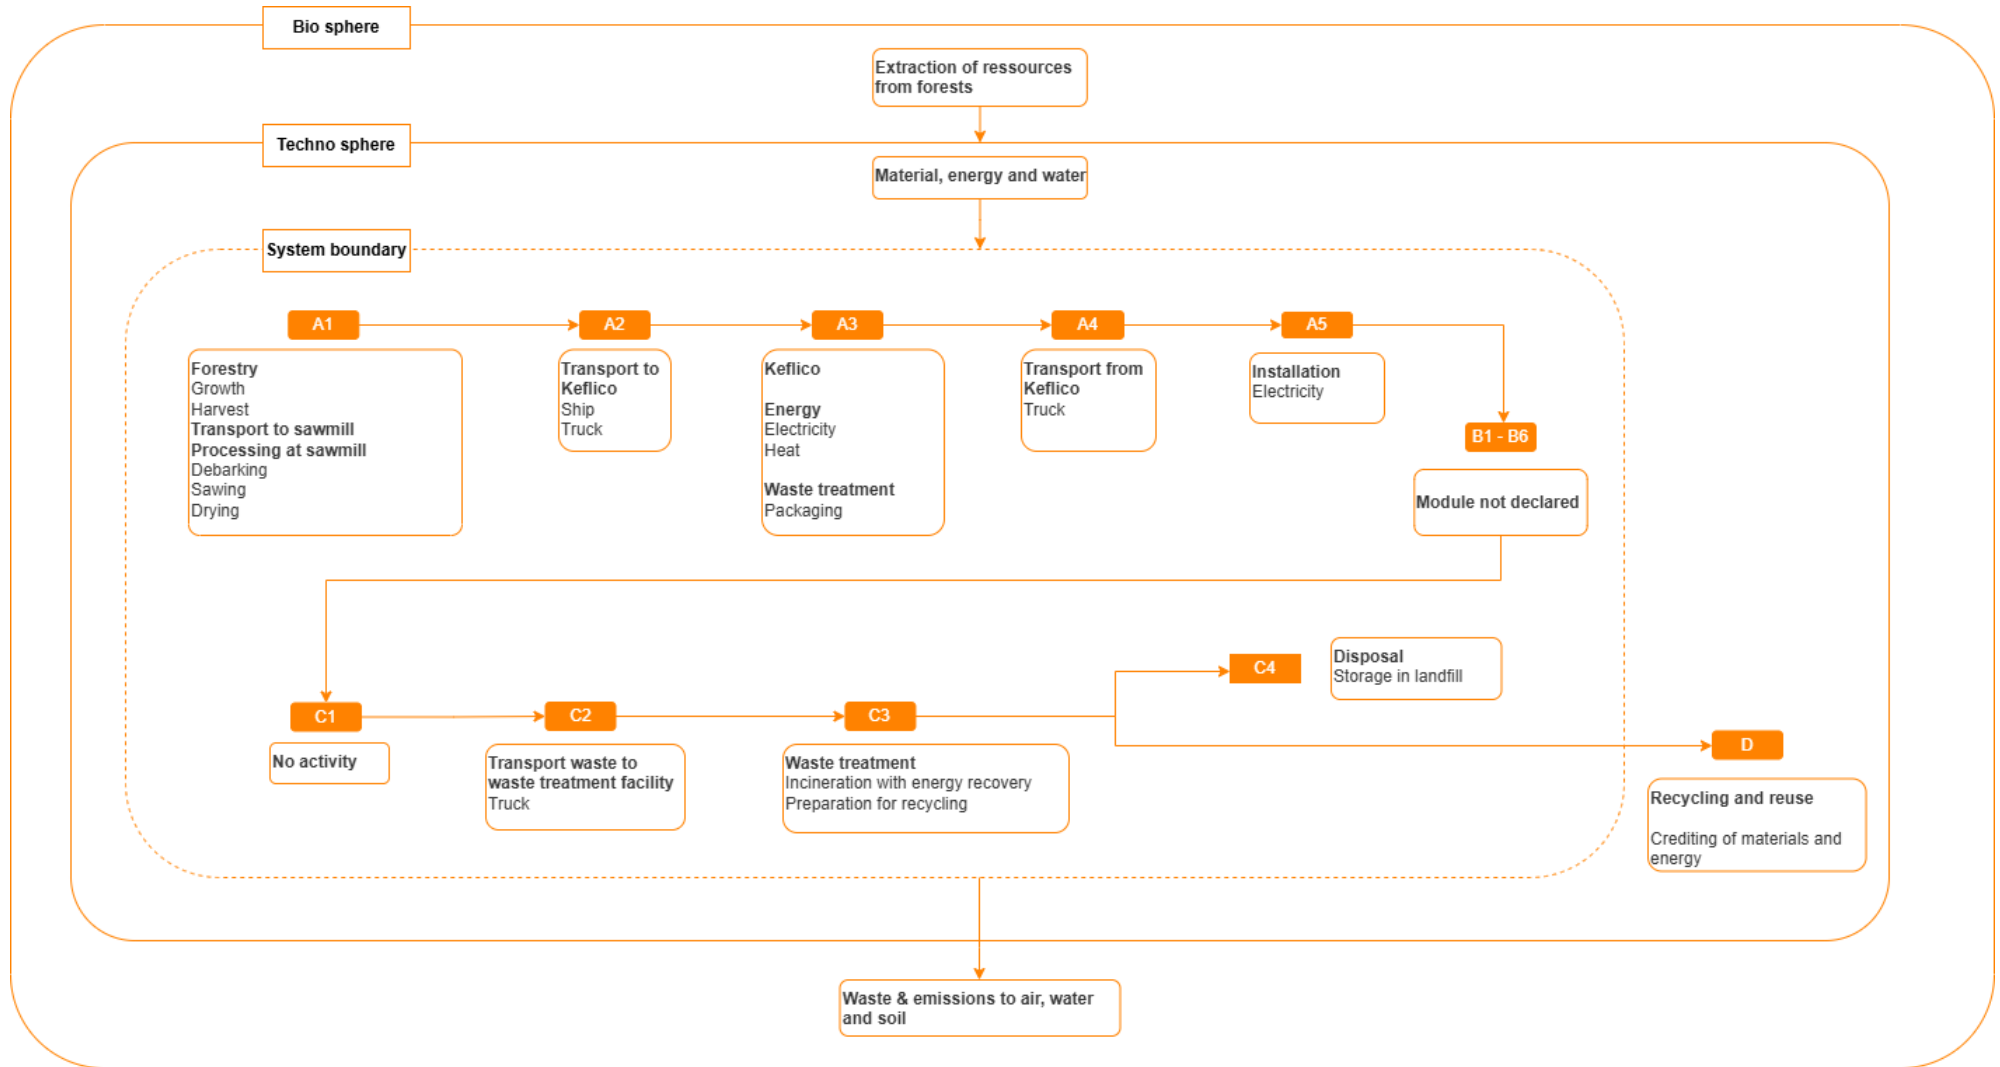 Bio sphere
Extraction of ressources
from forests
Techno sphere
Material, energy and water
System boundary
A1
A2
A3
A4
A5
Forestry
Growth
Harvest
Transport to sawmill
Processing at sawmill
Debarking
Sawing
Drying
Transport to
Keflico
Ship
Truck
Keflico
Energy
Electricity
Heat
Waste treatment
Packaging
Transport from
Keflico
Truck
Installation
Electricity
B1 - B6
Module not declared
C1
No activity
C2
Transport waste to
waste treatment facility
Truck
C3
Waste treatment
Incineration with energy recovery
Preparation for recycling
C4
Disposal
Storage in landfill
D
Recycling and reuse
Crediting of materials and
energy
Waste & emissions to air, water
and soil